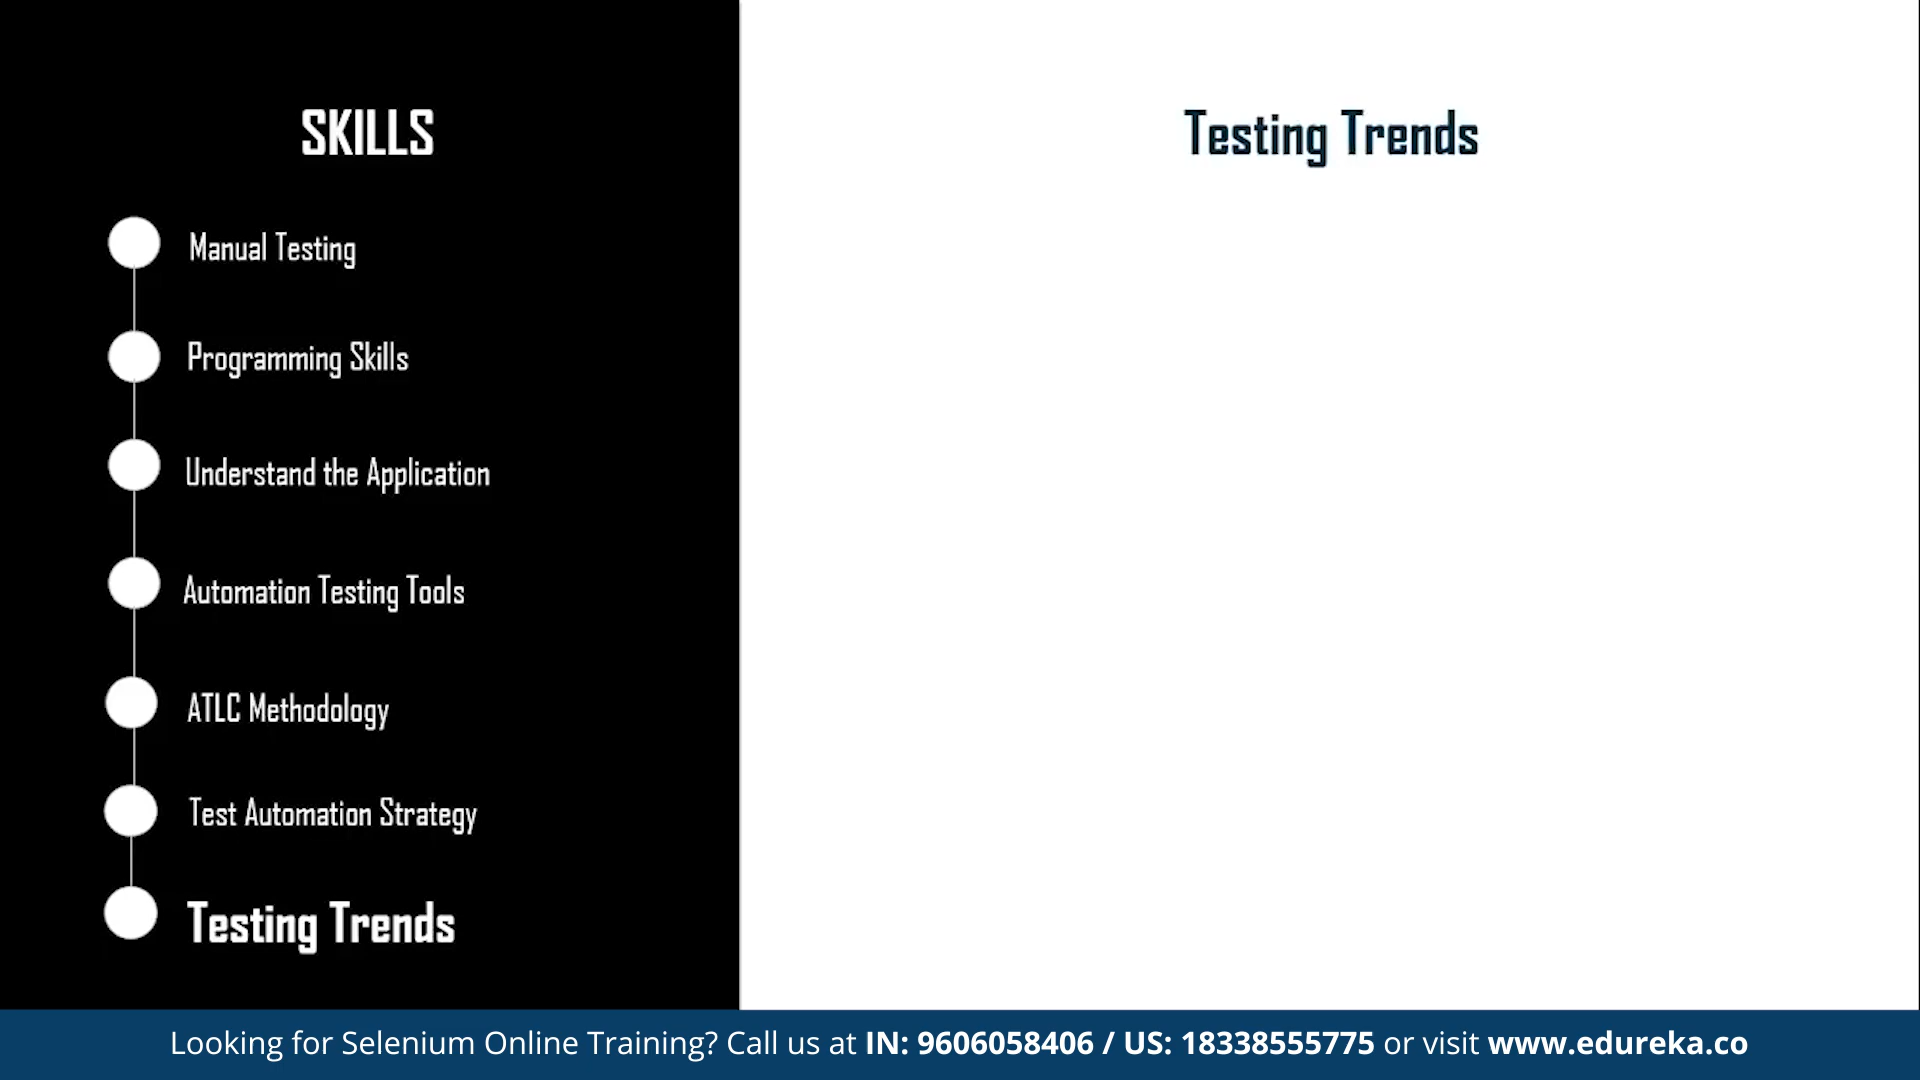 SKILLS
Manual Testing
Programming Skills
Understand the Application
Automation Testing Tools
ATLC Methodology
Test Automation Strategy
Testing Trends
Testing Trends
Looking for Selenium Online Training? Call us at IN: 9606058406 / US: 18338555775 or visit www.edureka.co